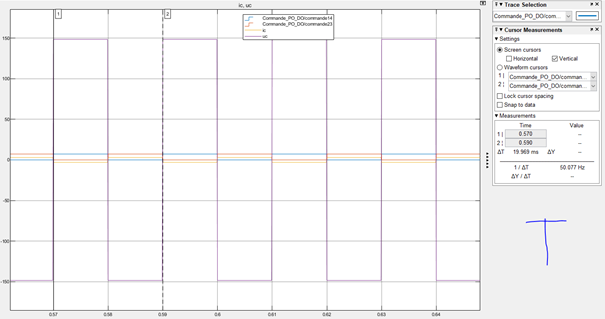 ic, uc
Trace Selection
Commande_PO_DO/com...
Cursor Measurements
Settings
Screen cursors
Horizontal
Vertical
Waveform cursors
1 | Commande_PO_DO/comman...
2 ¦ Commande_PO_DO/comman...
Lock cursor spacing
Snap to data
Measurements
Time Value
1 | 0.570 --
2 ¦ 0.590 --
ΔT 19.969 ms ΔY --
1 / ΔT 50.077 Hz
ΔY / ΔT --
Commande_PO_DO/commande14
Commande_PO_DO/commande23
ic
uc
1
2
150
100
50
0
-50
-100
-150
0.57 0.58 0.59 0.6 0.61 0.62 0.63 0.64
T